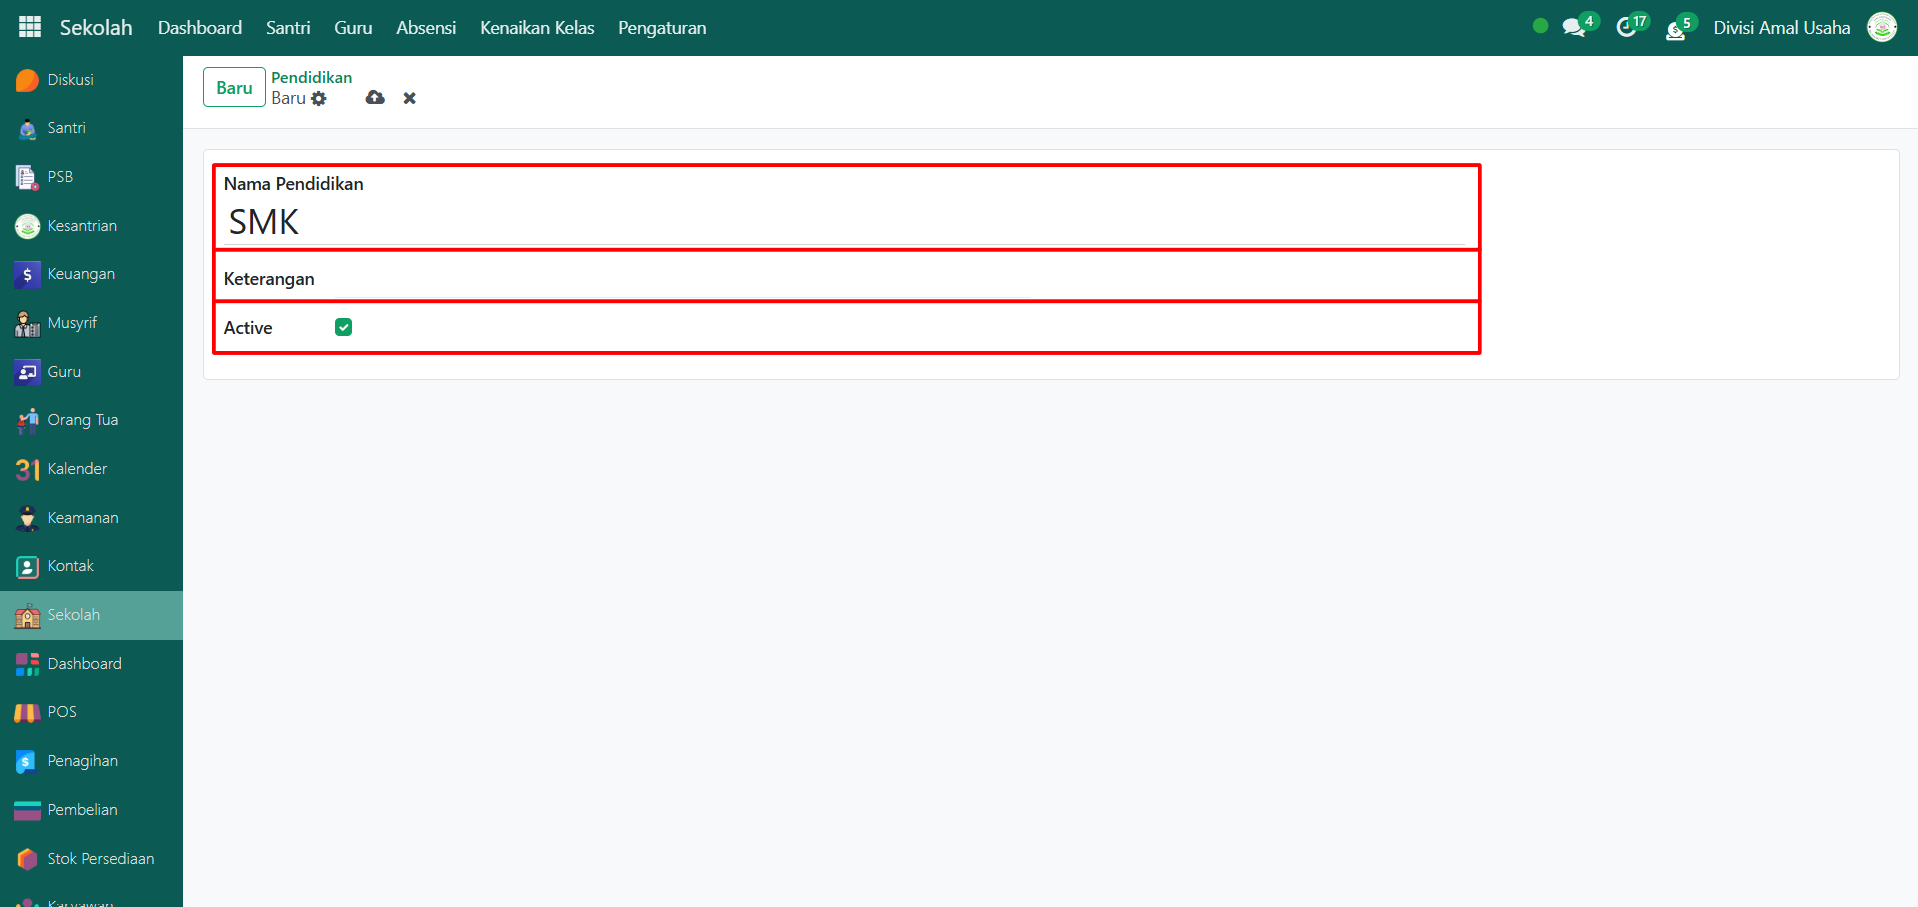 Sekolah Dashboard Santri Guru Absensi Kenaikan Kelas Pengaturan 4 17 5 Divisi Amal Usaha
Diskusi
Santri
PSB
Kesantrian
Keuangan
Musyrif
Guru
Orang Tua
31 Kalender
Keamanan
Kontak
Sekolah
Dashboard
POS
Penagihan
Pembelian
Stok Persediaan
Karyawan
Baru
Pendidikan
Baru
Nama Pendidikan
SMK
Keterangan
Active